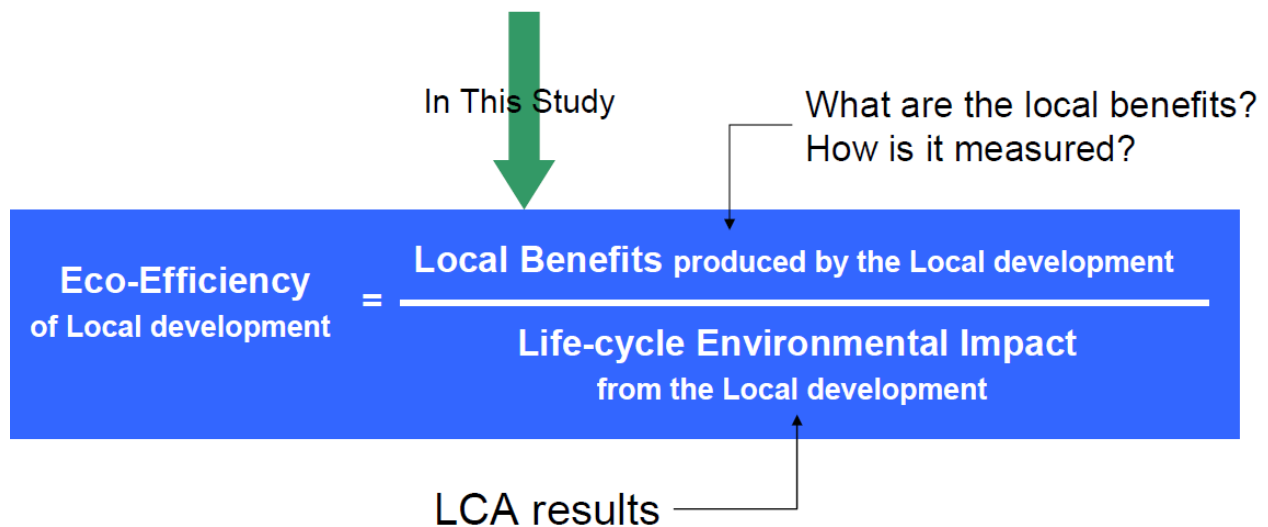 In This Study
What are the local benefits?
How is it measured?
Eco-Efficiency
of Local development
=
Local Benefits produced by the Local development
Life-cycle Environmental Impact
from the Local development
LCA results